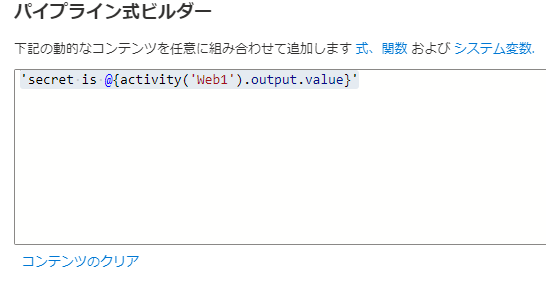 パイプライン式ビルダー
下記の動的なコンテンツを任意に組み合わせて追加します 式、関数 および システム変数.
'secret is @{activity('Web1').output.value}'
コンテンツのクリア